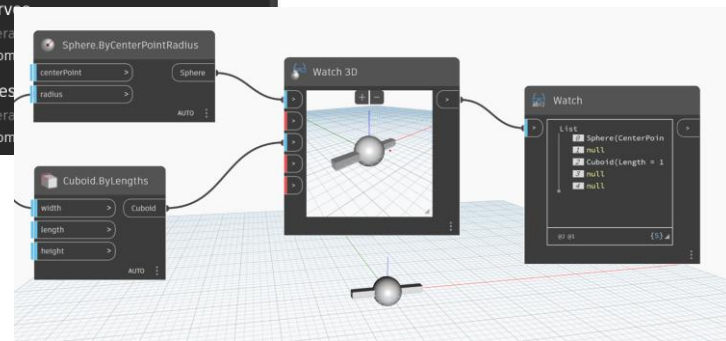 Sphere.ByCenterPointRadius
centerPoint
>
Sphere
radius
>
AUTO
Cuboid.ByLengths
width
>
Cuboid
length
>
height
>
AUTO
Watch 3D
+ -
>
>
>
>
>
>
Watch
>
>
List
0 Sphere(CenterPoin
1 null
2 Cuboid(Length = 1
3 null
4 null
@2 @1
{5}